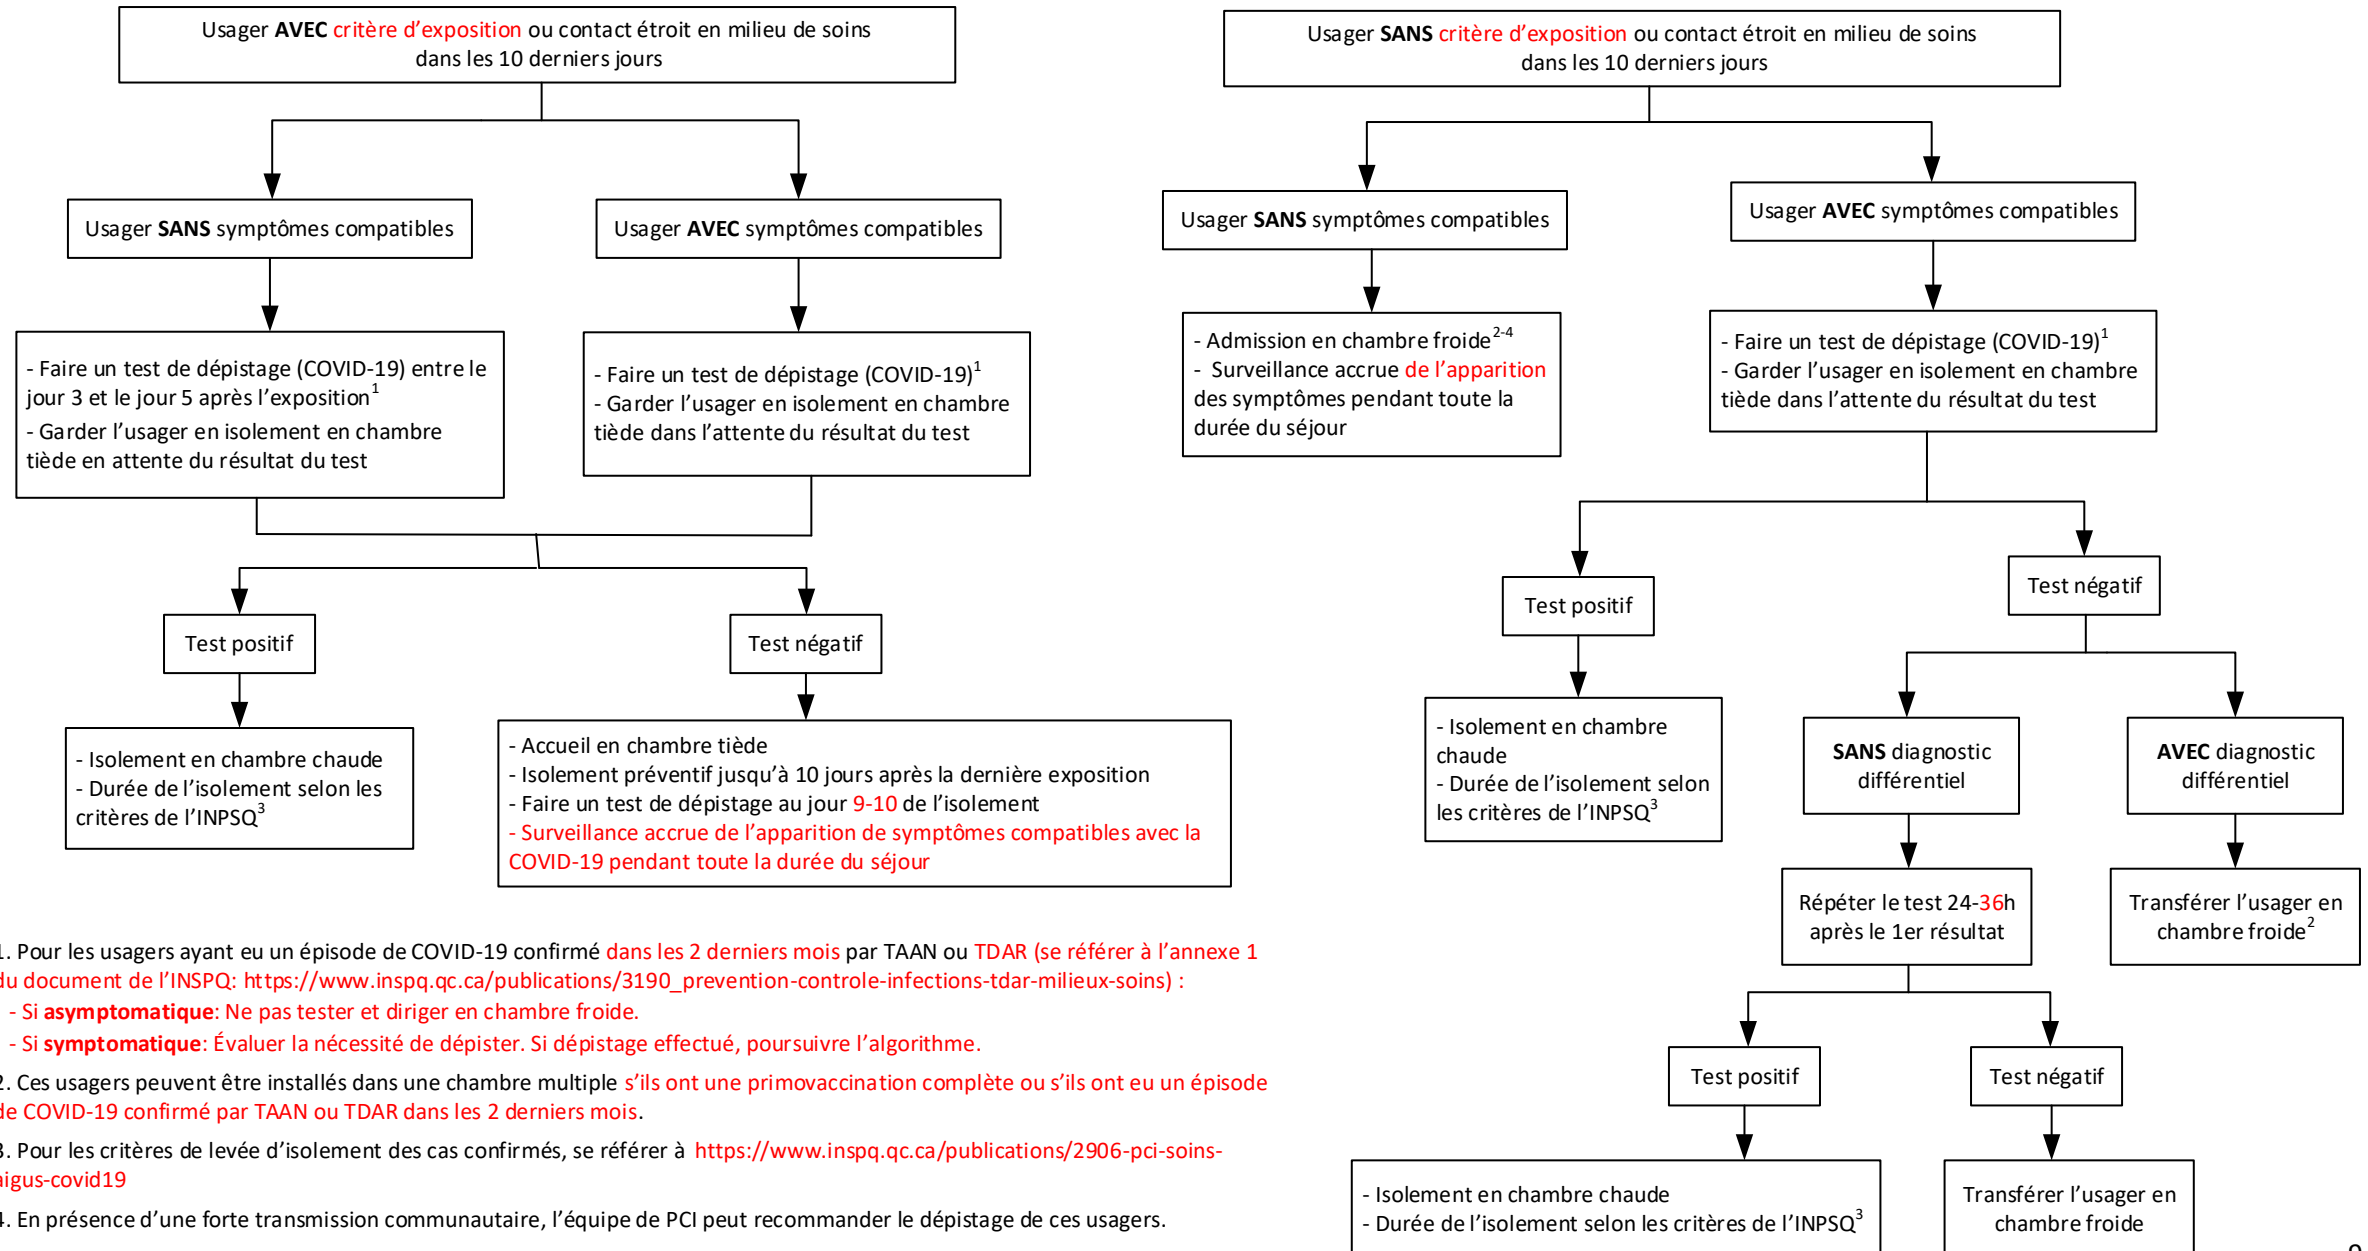 Usager AVEC critère d'exposition ou contact étroit en milieu de soins
dans les 10 derniers jours
Usager SANS symptômes compatibles
Usager AVEC symptômes compatibles
- Faire un test de dépistage (COVID-19) entre le
jour 3 et le jour 5 après l'exposition1
- Garder l'usager en isolement en chambre
tiède en attente du résultat du test
- Faire un test de dépistage (COVID-19)1
- Garder l'usager en isolement en chambre
tiède dans l'attente du résultat du test
Test positif
Test négatif
- Isolement en chambre chaude
- Durée de l'isolement selon les
critères de l'INPSQ3
- Accueil en chambre tiède
- Isolement préventif jusqu'à 10 jours après la dernière exposition
- Faire un test de dépistage au jour 9-10 de l'isolement
- Surveillance accrue de l'apparition de symptômes compatibles avec la
COVID-19 pendant toute la durée du séjour
Usager SANS critère d'exposition ou contact étroit en milieu de soins
dans les 10 derniers jours
Usager SANS symptômes compatibles
Usager AVEC symptômes compatibles
- Admission en chambre froide2-4
- Surveillance accrue de l'apparition
des symptômes pendant toute la
durée du séjour
- Faire un test de dépistage (COVID-19)1
- Garder l'usager en isolement en chambre
tiède dans l'attente du résultat du test
Test positif
Test négatif
- Isolement en chambre
chaude
- Durée de l'isolement selon
les critères de l'INPSQ3
SANS diagnostic
différentiel
AVEC diagnostic
différentiel
Répéter le test 24-36h
après le 1er résultat
Transférer l'usager en
chambre froide2
Test positif
Test négatif
- Isolement en chambre chaude
- Durée de l'isolement selon les critères de l'INPSQ3
Transférer l'usager en
chambre froide
1. Pour les usagers ayant eu un épisode de COVID-19 confirmé dans les 2 derniers mois par TAAN ou TDAR (se référer à l'annexe 1
du document de l'INSPQ: https://www.inspq.qc.ca/publications/3190_prevention-controle-infections-tdar-milieux-soins) :
- Si asymptomatique: Ne pas tester et diriger en chambre froide.
- Si symptomatique: Évaluer la nécessité de dépister. Si dépistage effectué, poursuivre l'algorithme.
2. Ces usagers peuvent être installés dans une chambre multiple s'ils ont une primovaccination complète ou s'ils ont eu un épisode
de COVID-19 confirmé par TAAN ou TDAR dans les 2 derniers mois.
3. Pour les critères de levée d'isolement des cas confirmés, se référer à https://www.inspq.qc.ca/publications/2906-pci-soins-
aigus-covid19
4. En présence d'une forte transmission communautaire, l'équipe de PCI peut recommander le dépistage de ces usagers.